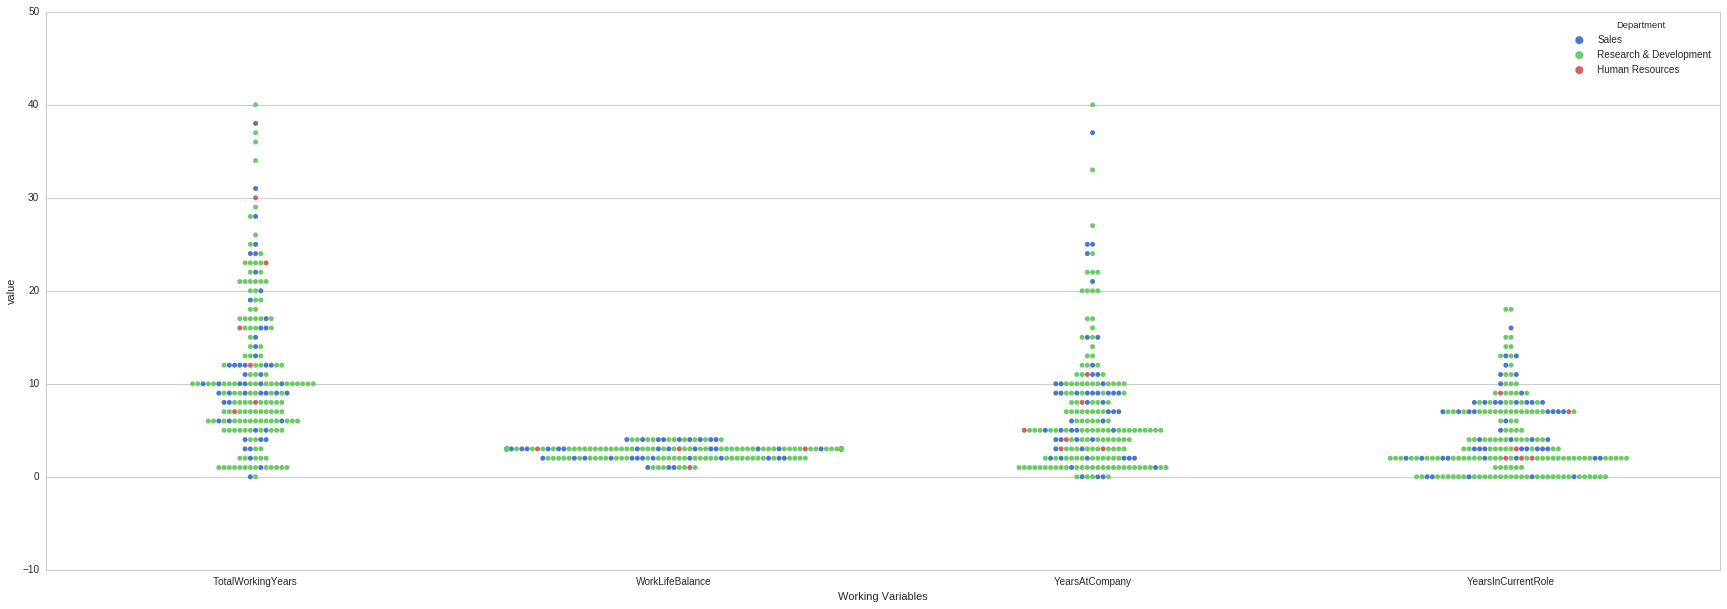 50
40
30
20
10
0
−10
value
Department
Sales
Research & Development
Human Resources
TotalWorkingYears
WorkLifeBalance
YearsAtCompany
YearsInCurrentRole
Working Variables